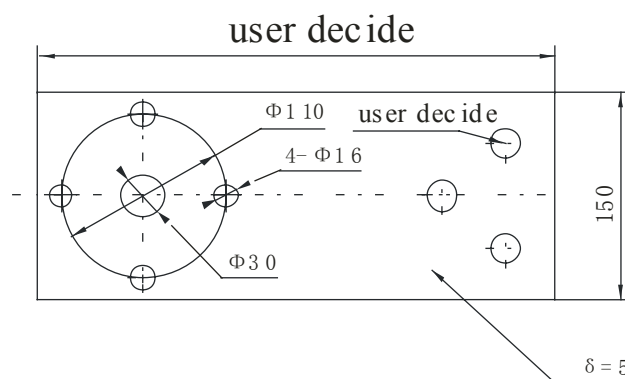 user decide
Φ110
user decide
4-Φ16
150
Φ30
δ=5